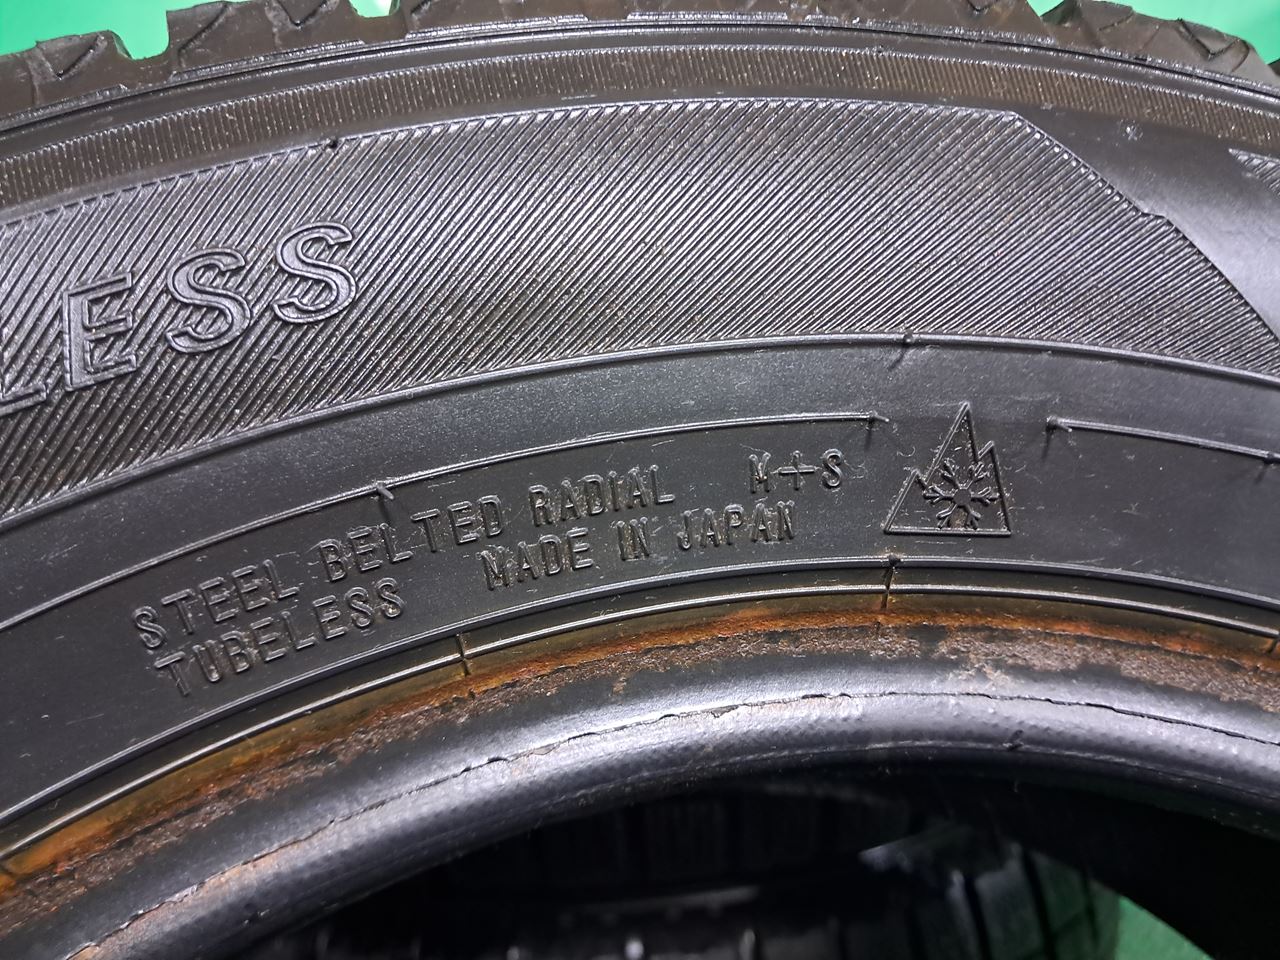 LESS
STEEL BELTED RADIAL M+S
TUBELESS MADE IN JAPAN